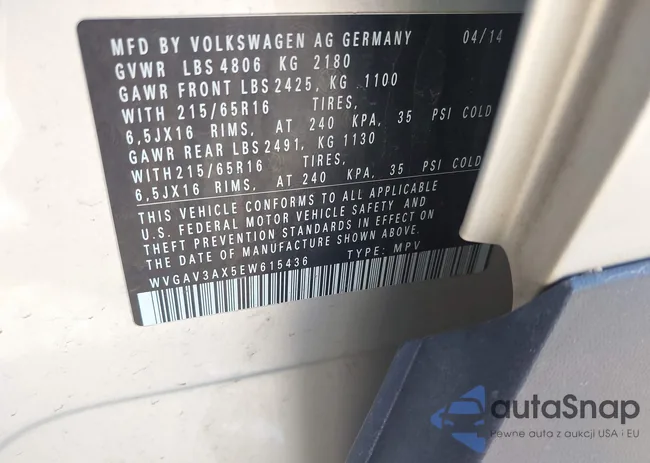 MFD BY VOLKSWAGEN AG GERMANY 04/14
GVWR LBS 4806 KG 2180
GAWR FRONT LBS 2425, KG 1100
WITH 215/65R16 TIRES,
6,5JX16 RIMS, AT 240 KPA, 35 PSI COLD
GAWR REAR LBS 2491, KG 1130
WITH 215/65R16 TIRES,
6,5JX16 RIMS, AT 240 KPA, 35 PSI COLD
THIS VEHICLE CONFORMS TO ALL APPLICABLE
U.S. FEDERAL MOTOR VEHICLE SAFETY AND
THEFT PREVENTION STANDARDS IN EFFECT ON
THE DATE OF MANUFACTURE SHOWN ABOVE.
WVGAV3AX5EW615436 TYPE: MPV
autaSnap
Pewne auta z aukcji USA i EU